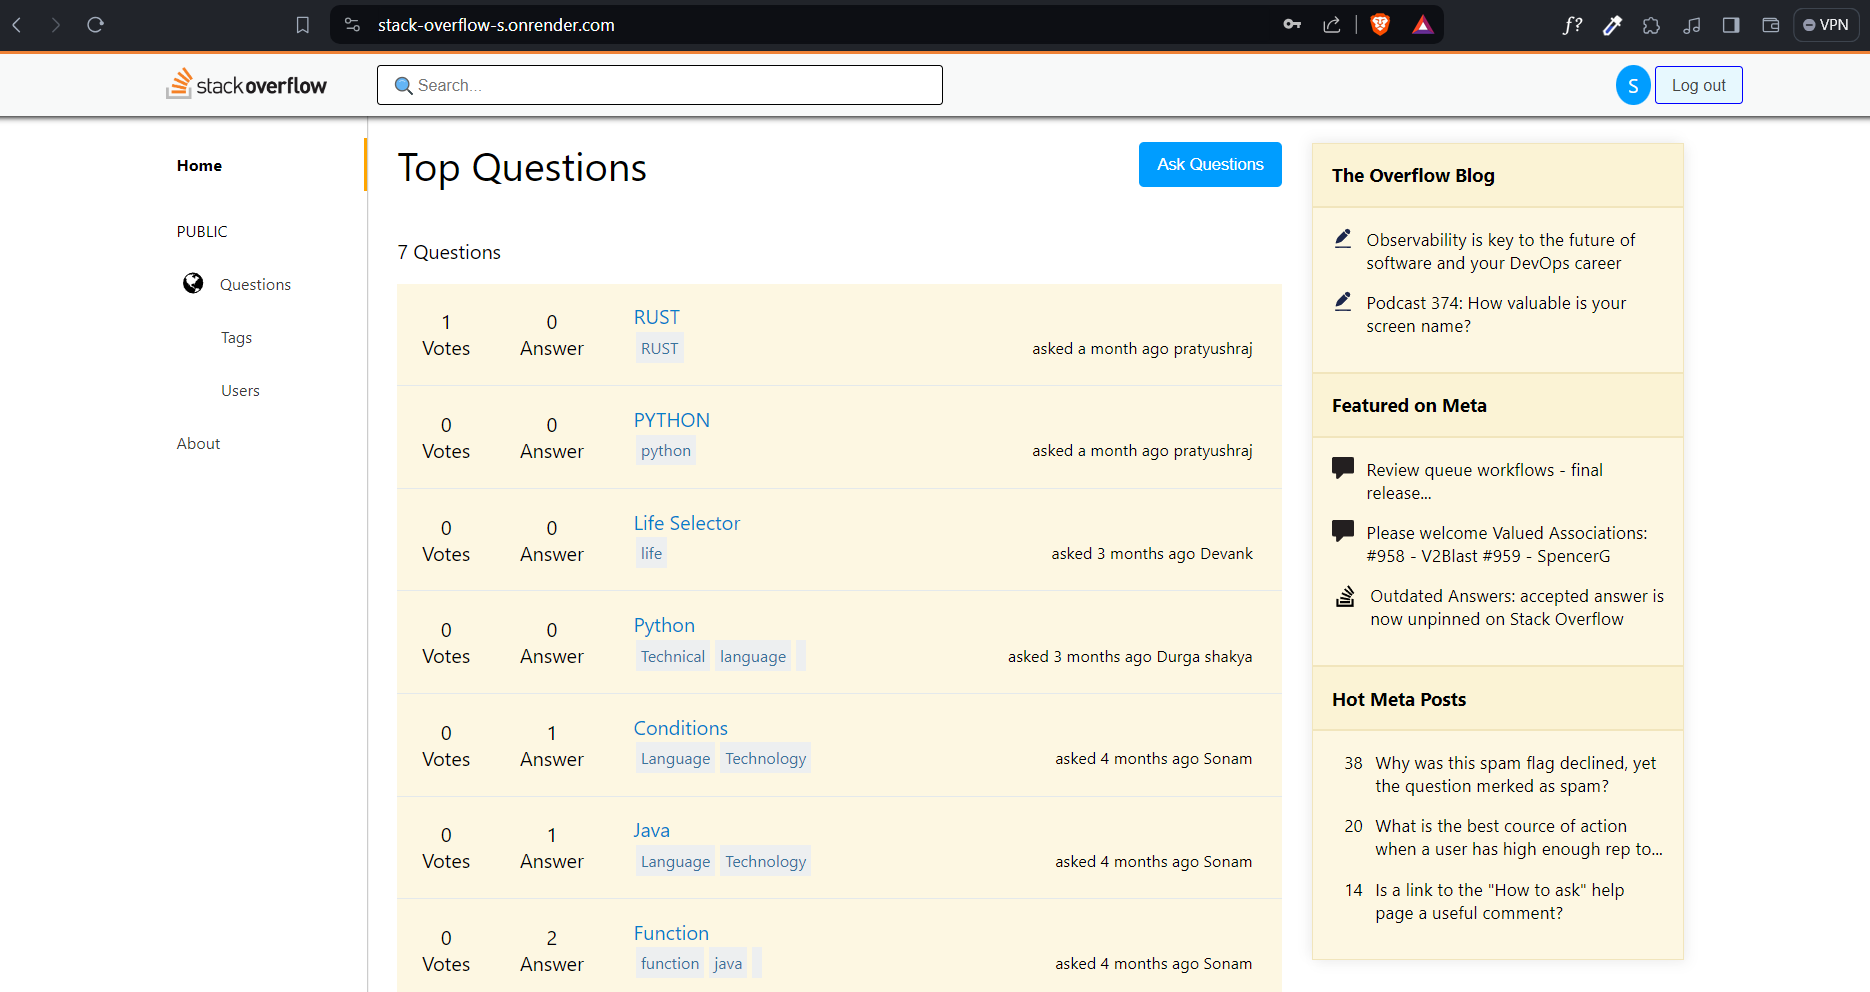 stack-overflow-s.onrender.com
VPN
stack overflow
Search...
S
Log out
Home
PUBLIC
Questions
Tags
Users
About
Top Questions
Ask Questions
7 Questions
1
Votes
0
Answer
RUST
RUST
asked a month ago pratyushraj
0
Votes
0
Answer
PYTHON
python
asked a month ago pratyushraj
0
Votes
0
Answer
Life Selector
life
asked 3 months ago Devank
0
Votes
0
Answer
Python
Technical language
asked 3 months ago Durga shakya
0
Votes
1
Answer
Conditions
Language Technology
asked 4 months ago Sonam
0
Votes
1
Answer
Java
Language Technology
asked 4 months ago Sonam
0
Votes
2
Answer
Function
function java
asked 4 months ago Sonam
The Overflow Blog
Observability is key to the future of
software and your DevOps career
Podcast 374: How valuable is your
screen name?
Featured on Meta
Review queue workflows - final
release...
Please welcome Valued Associations:
#958 - V2Blast #959 - SpencerG
Outdated Answers: accepted answer is
now unpinned on Stack Overflow
Hot Meta Posts
38 Why was this spam flag declined, yet
the question merked as spam?
20 What is the best cource of action
when a user has high enough rep to...
14 Is a link to the "How to ask" help
page a useful comment?